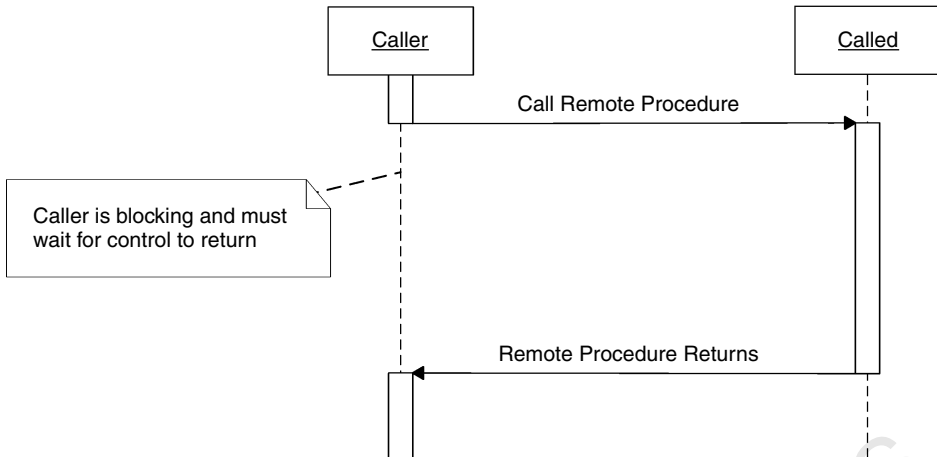 Caller
Called
Call Remote Procedure
Caller is blocking and must
wait for control to return
Remote Procedure Returns